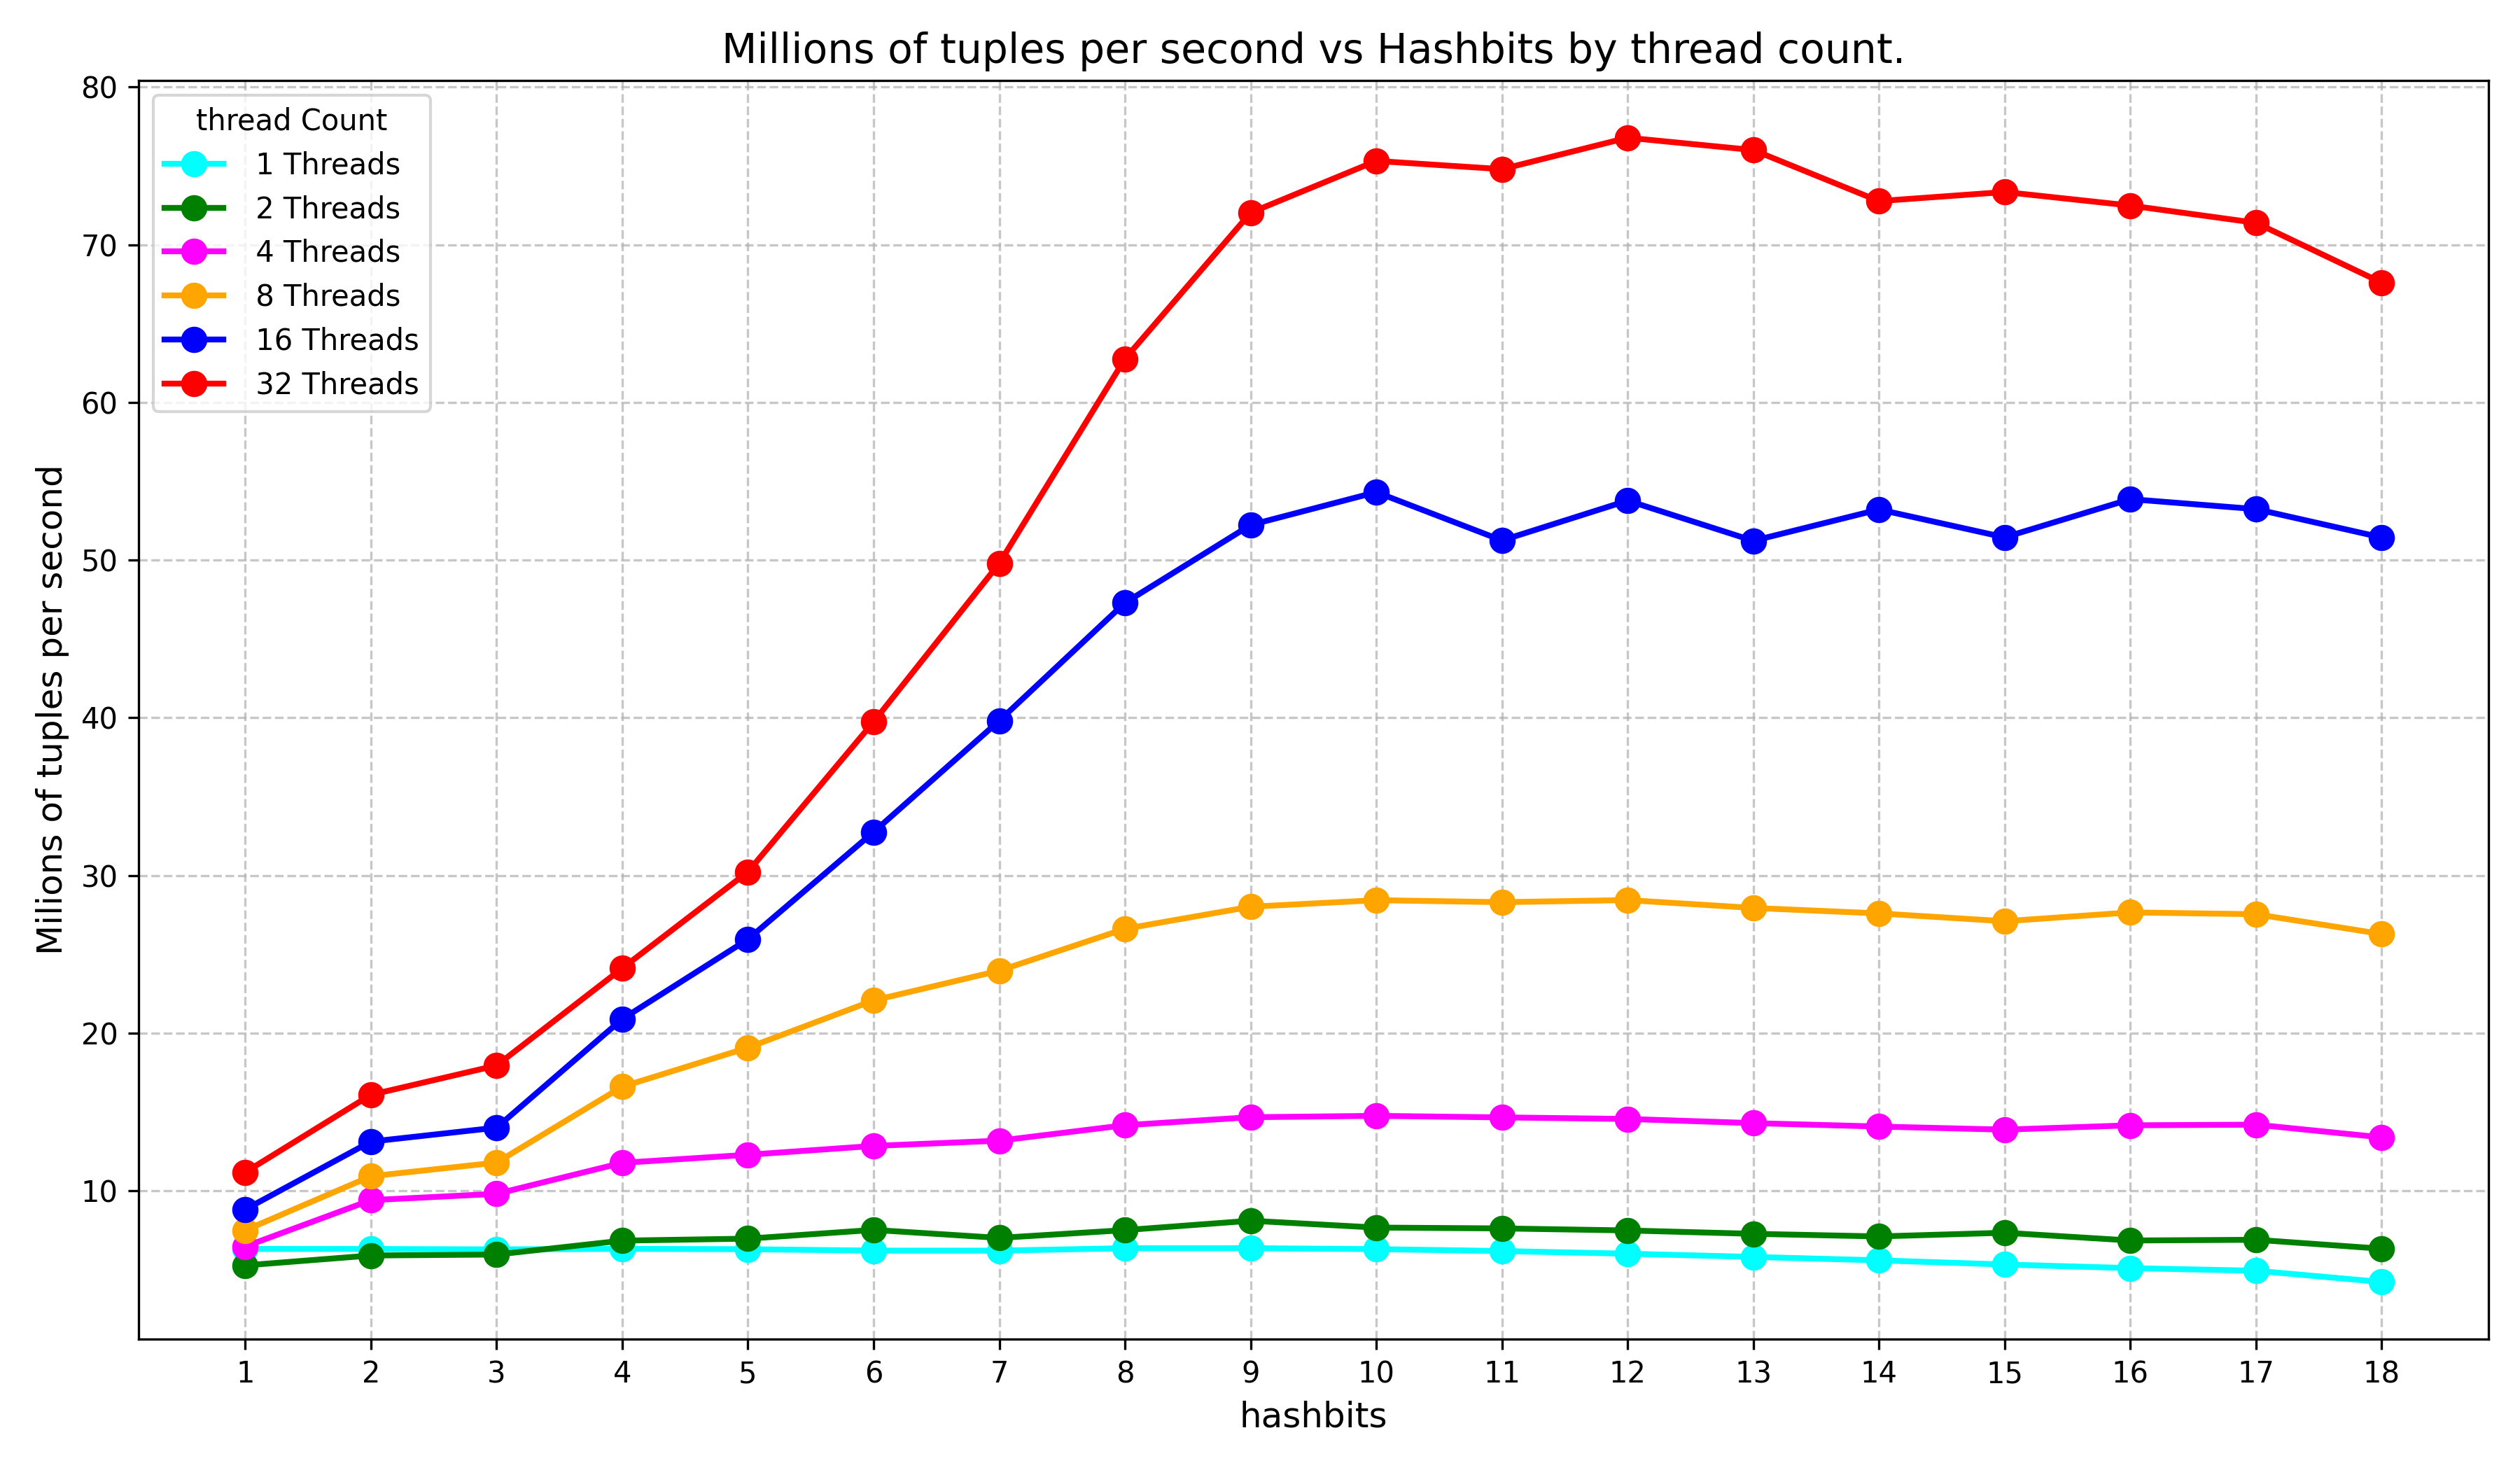 Millions of tuples per second vs Hashbits by thread count.
80
70
60
50
40
30
20
10
thread Count
1 Threads
2 Threads
4 Threads
8 Threads
16 Threads
32 Threads
Milions of tuples per second
1 2 3 4 5 6 7 8 9 10 11 12 13 14 15 16 17 18
hashbits